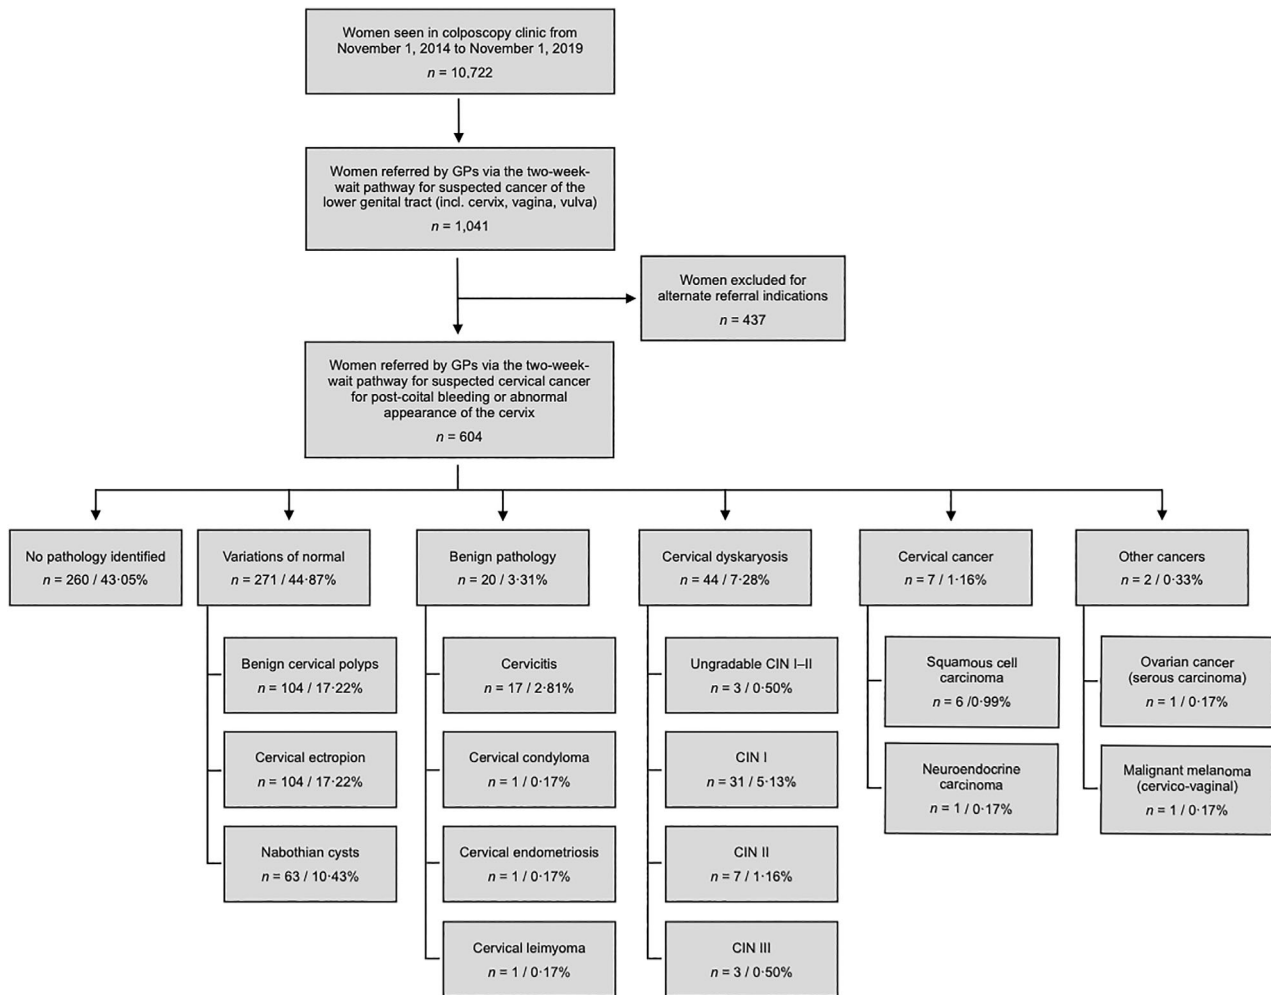 Women seen in colposcopy clinic from
November 1, 2014 to November 1, 2019
n = 10,722
Women referred by GPs via the two-week-
wait pathway for suspected cancer of the
lower genital tract (incl. cervix, vagina, vulva)
n = 1,041
Women excluded for
alternate referral indications
n = 437
Women referred by GPs via the two-week-
wait pathway for suspected cervical cancer
for post-coital bleeding or abnormal
appearance of the cervix
n = 604
No pathology identified
n = 260 / 43·05%
Variations of normal
n = 271 / 44·87%
Benign cervical polyps
n = 104 / 17·22%
Cervical ectropion
n = 104 / 17·22%
Nabothian cysts
n = 63 / 10·43%
Benign pathology
n = 20 / 3·31%
Cervicitis
n = 17 / 2·81%
Cervical condyloma
n = 1 / 0·17%
Cervical endometriosis
n = 1 / 0·17%
Cervical leimyoma
n = 1 / 0·17%
Cervical dyskaryosis
n = 44 / 7·28%
Ungradable CIN I–II
n = 3 / 0·50%
CIN I
n = 31 / 5·13%
CIN II
n = 7 / 1·16%
CIN III
n = 3 / 0·50%
Cervical cancer
n = 7 / 1·16%
Squamous cell
carcinoma
n = 6 /0·99%
Neuroendocrine
carcinoma
n = 1 / 0·17%
Other cancers
n = 2 / 0·33%
Ovarian cancer
(serous carcinoma)
n = 1 / 0·17%
Malignant melanoma
(cervico-vaginal)
n = 1 / 0·17%